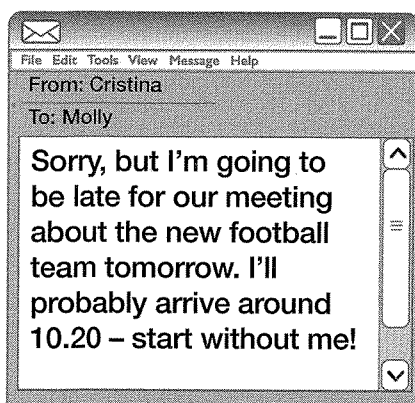 File Edit Tools View Message Help
From: Cristina
To: Molly
Sorry, but I'm going to
be late for our meeting
about the new football
team tomorrow. I'll
probably arrive around
10.20 – start without me!